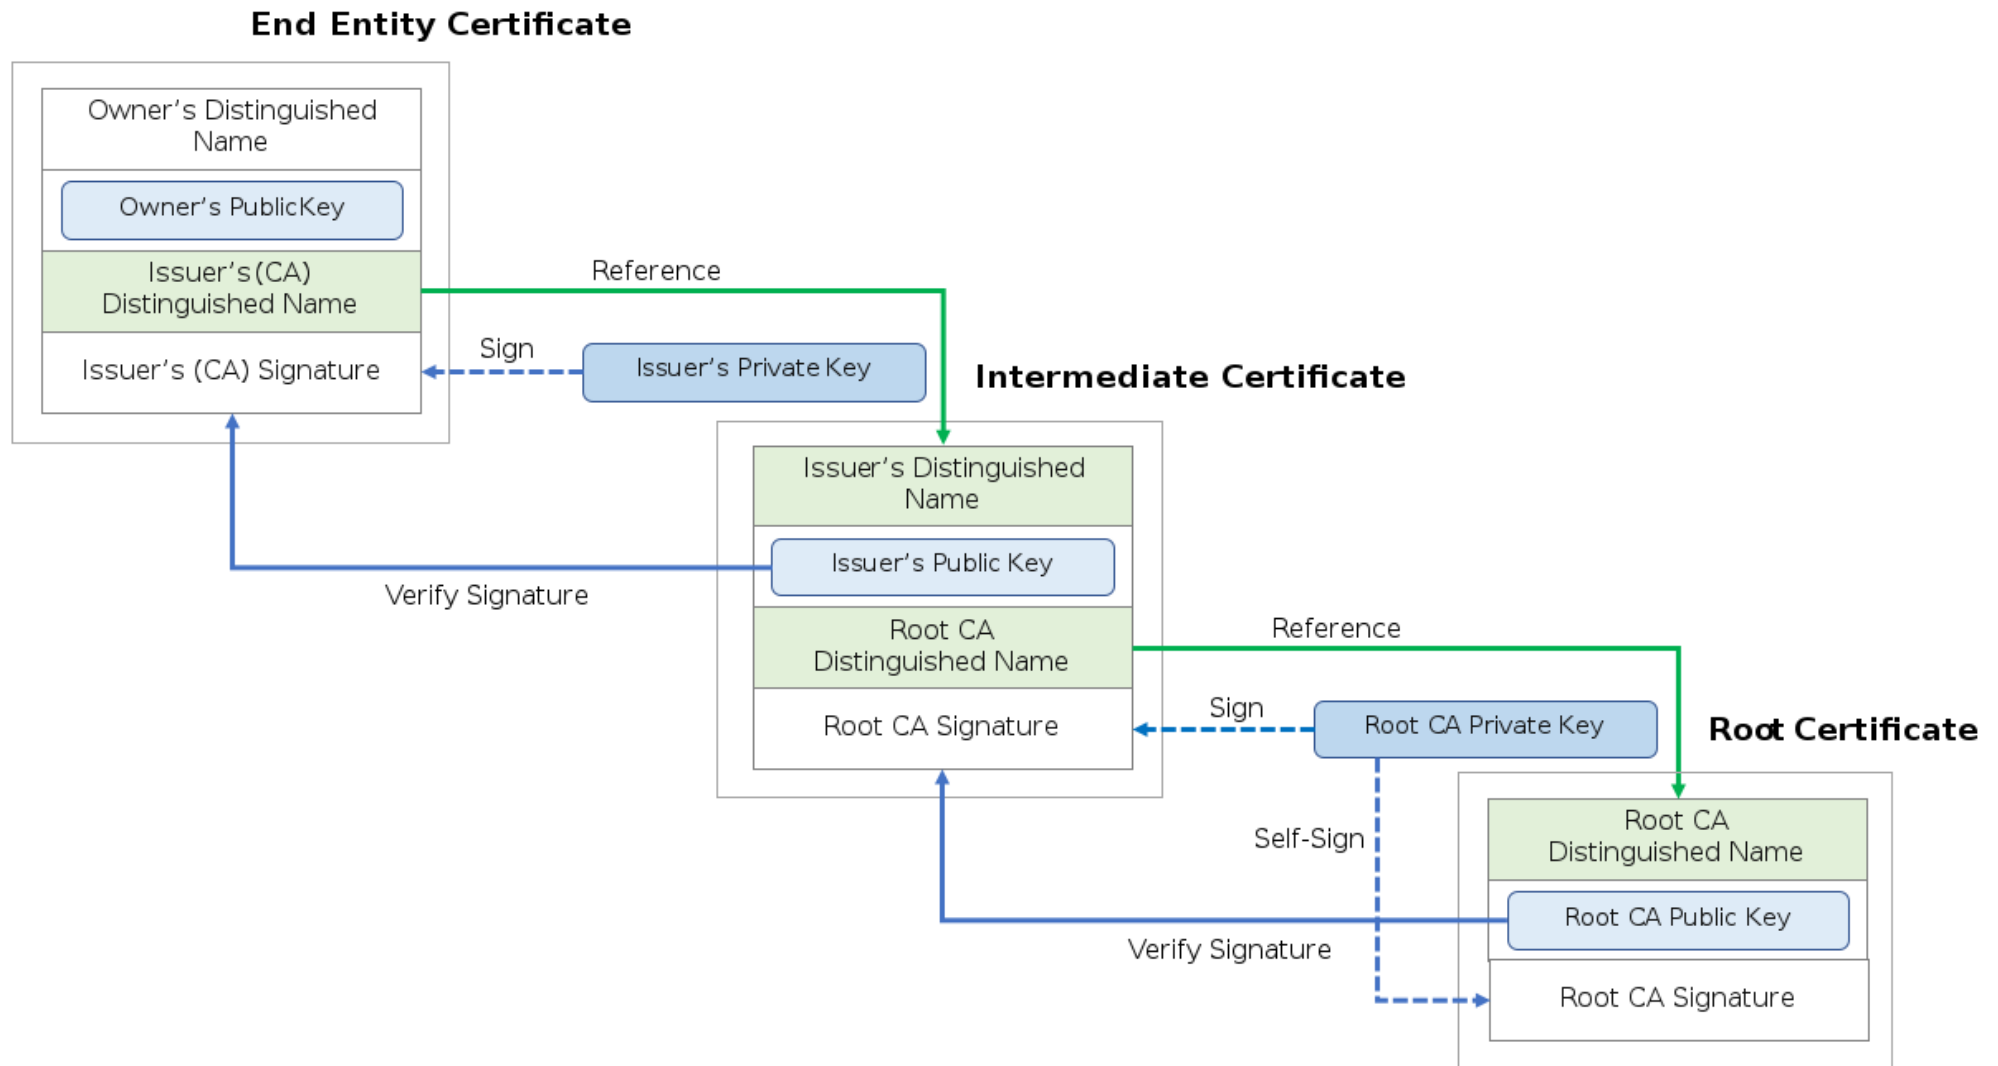 End Entity Certificate
Owner's Distinguished
Name
Owner's Public Key
Issuer's (CA)
Distinguished Name
Issuer's (CA) Signature
Reference
Sign
Issuer's Private Key
Verify Signature
Intermediate Certificate
Issuer's Distinguished
Name
Issuer's Public Key
Root CA
Distinguished Name
Root CA Signature
Reference
Sign
Root CA Private Key
Self-Sign
Verify Signature
Root Certificate
Root CA
Distinguished Name
Root CA Public Key
Root CA Signature